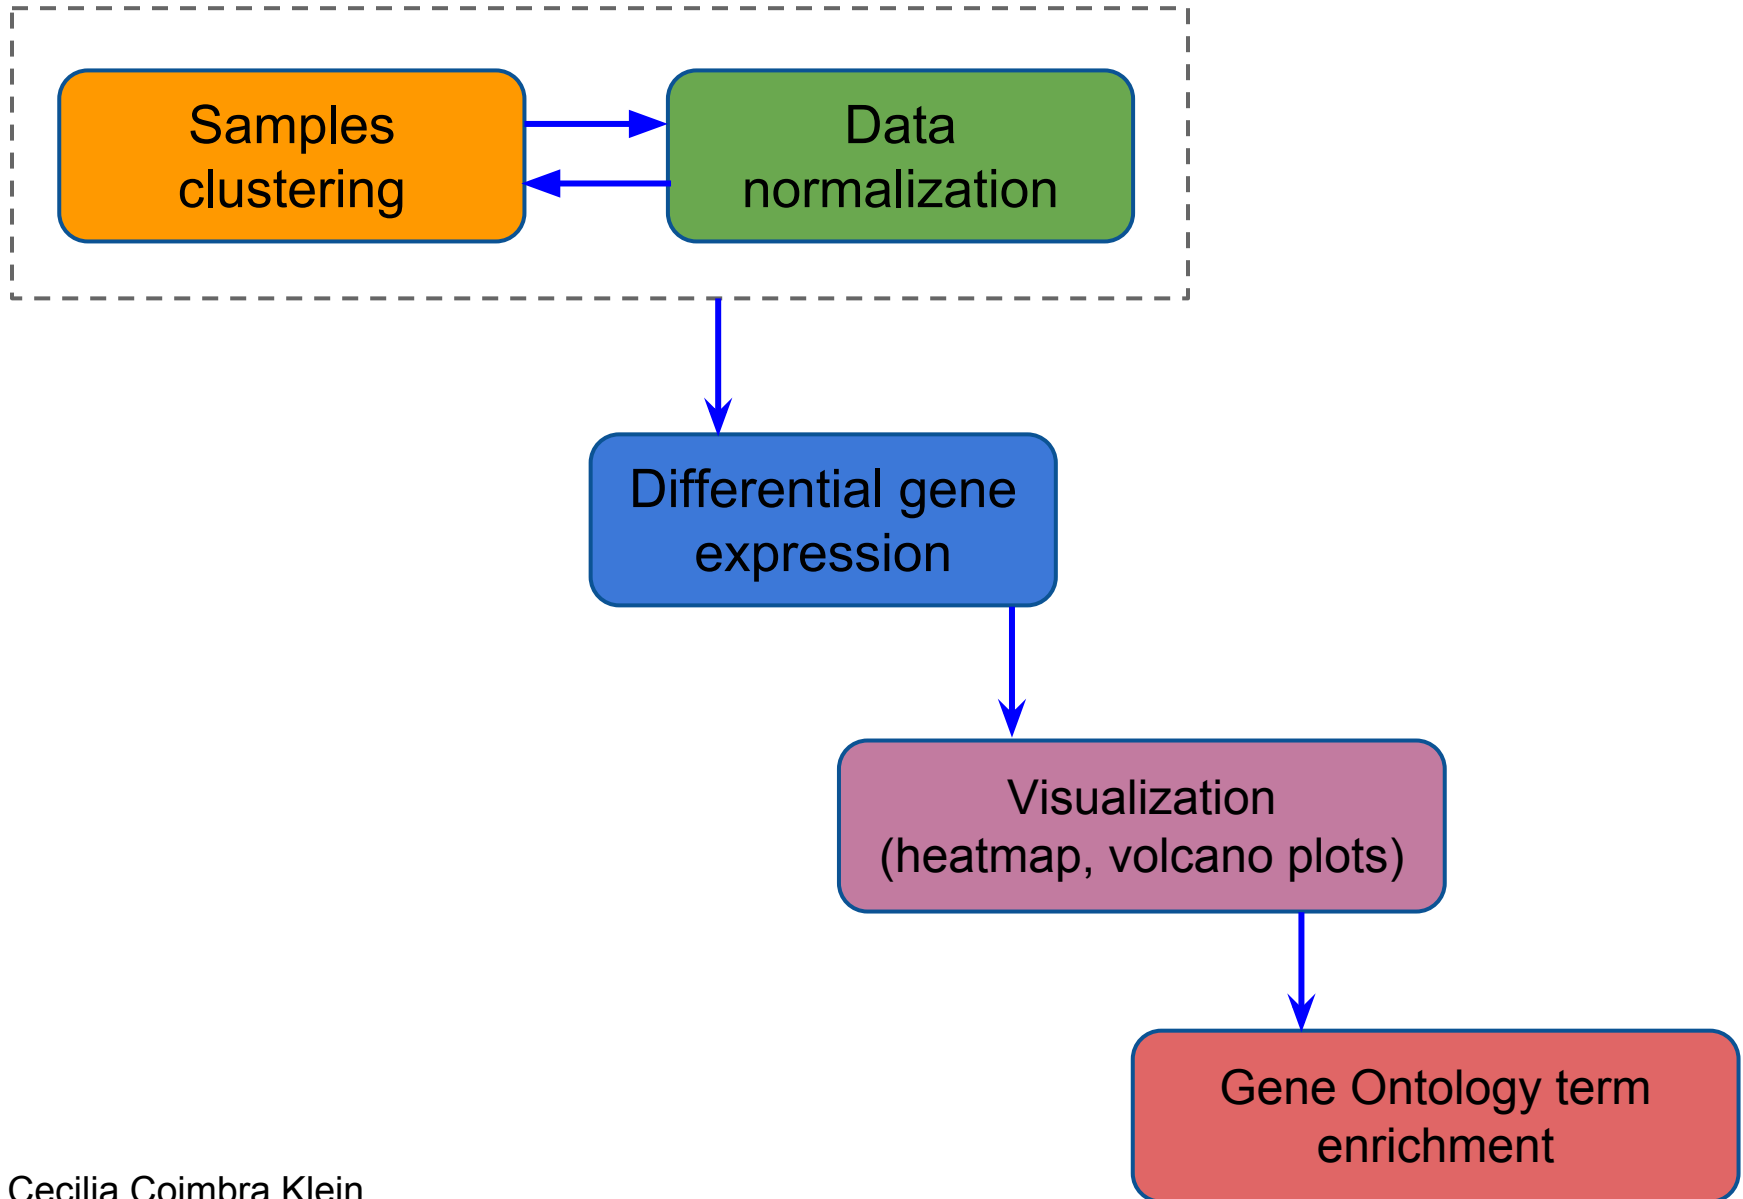 Samples
clustering
Data
normalization
Differential gene
expression
Visualization
(heatmap, volcano plots)
Gene Ontology term
enrichment
Cecilia Coimbra Klein